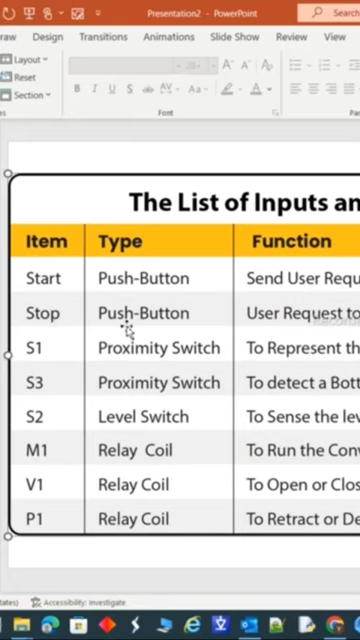 Presentation2 - PowerPoint
Search
raw Design Transitions Animations Slide Show Review View
Layout
Reset
Section
Font
The List of Inputs an
Item Type Function
Start Push-Button Send User Requ
Stop Push-Button User Request to
S1 Proximity Switch To Represent th
S3 Proximity Switch To detect a Bott
S2 Level Switch To Sense the lev
M1 Relay Coil To Run the Conv
V1 Relay Coil To Open or Clos
P1 Relay Coil To Retract or De
tates) Accessibility: Investigate